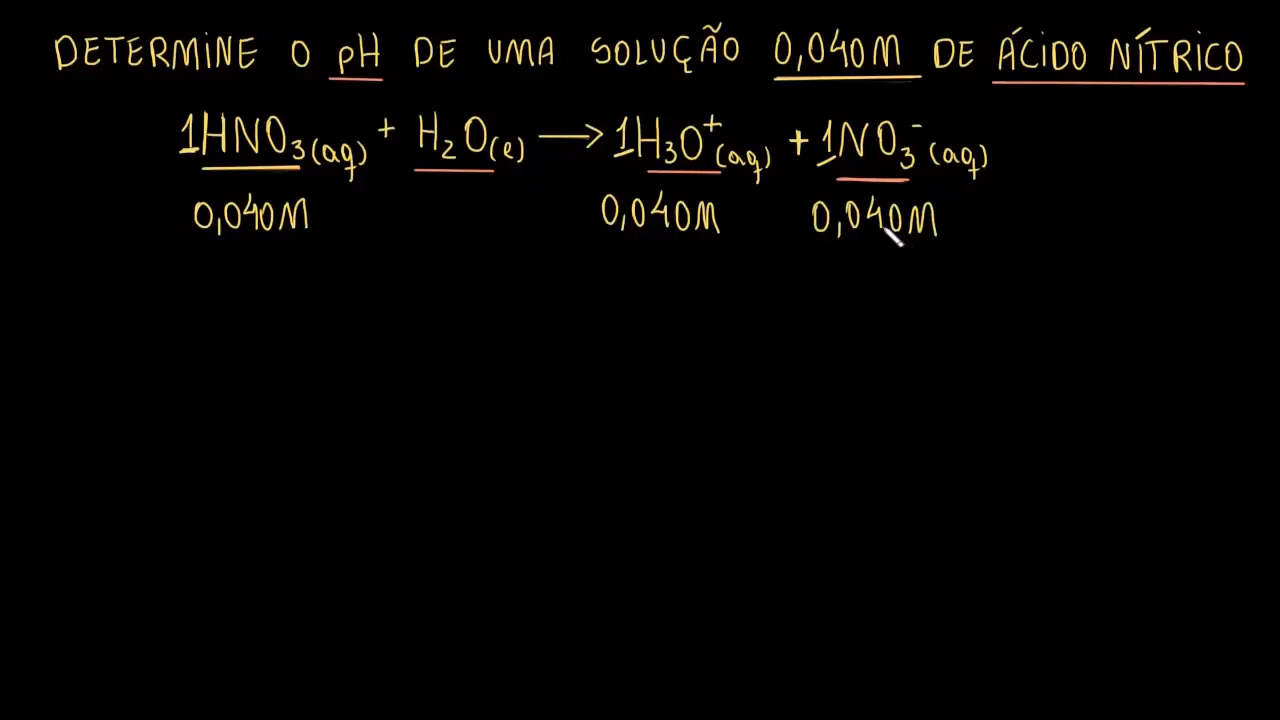 DETERMINE O pH DE UMA SOLUÇÃO 0,040M DE ÁCIDO NÍTRICO
1HNO₃(aq) + H₂O(l) ⟶ 1H₃O⁺(aq) + 1NO₃⁻(aq)
0,040M 0,040M 0,040M